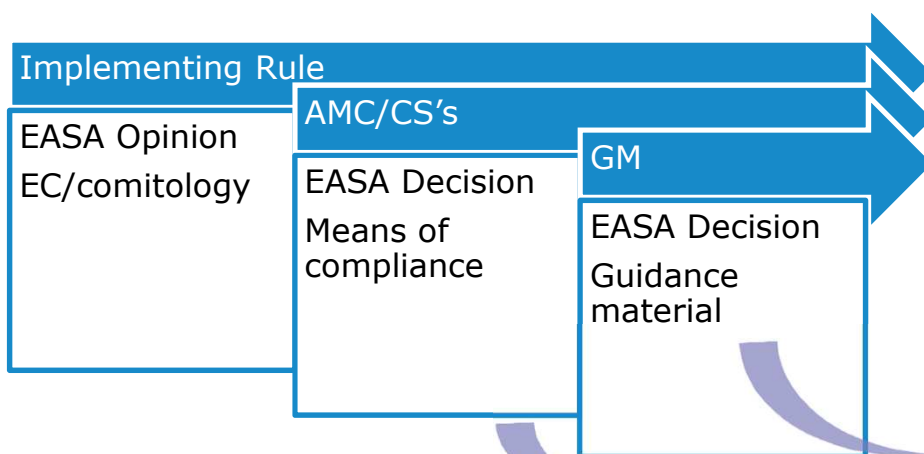 Implementing Rule
EASA Opinion
EC/comitology
AMC/CS’s
EASA Decision
Means of
compliance
GM
EASA Decision
Guidance
material